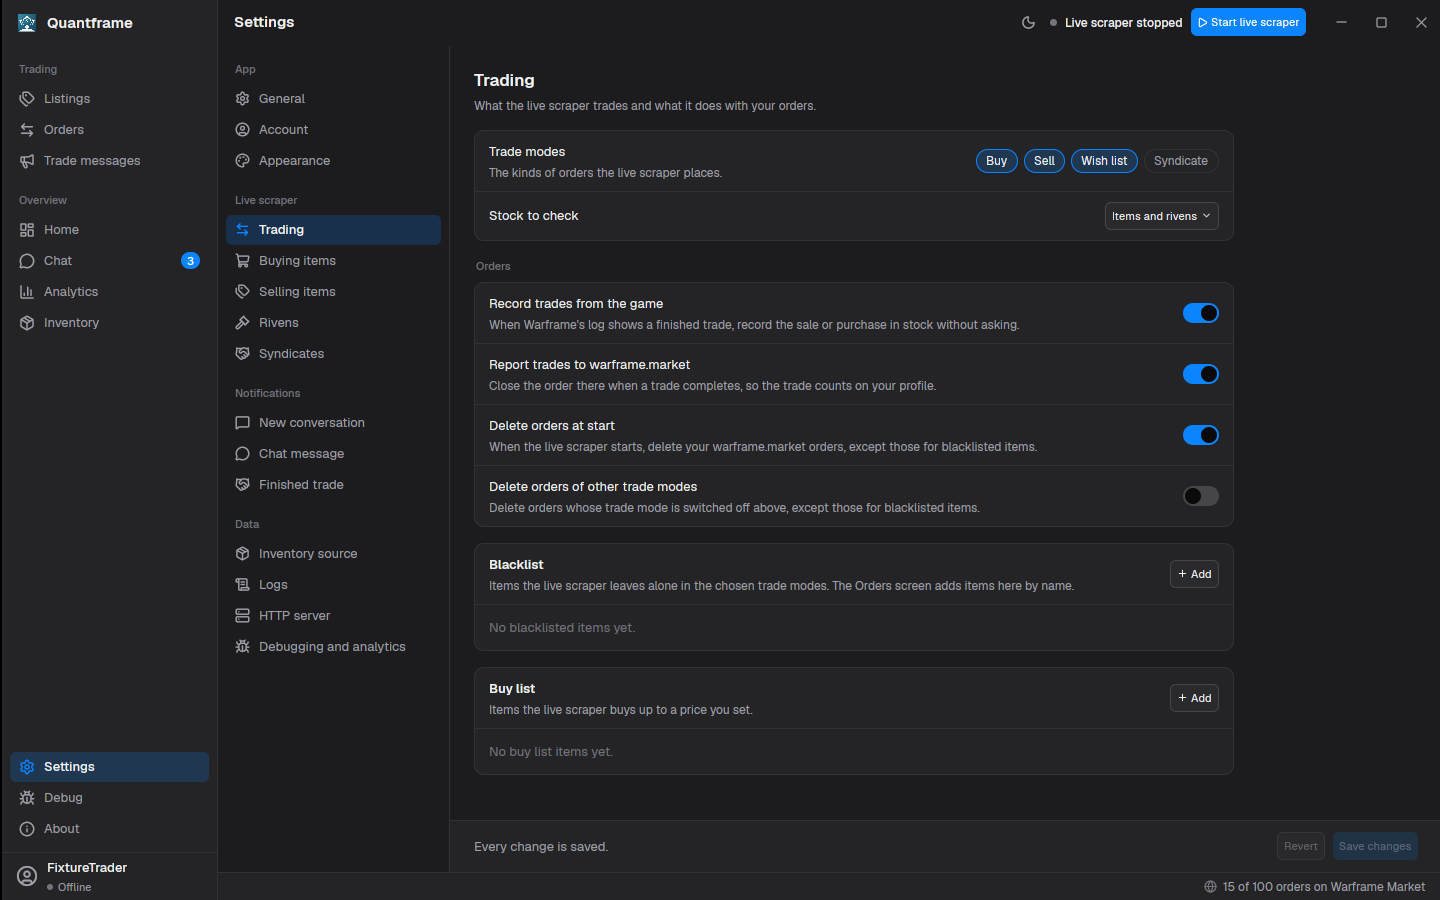 Quantframe
Settings
Live scraper stopped
Start live scraper
Trading
Listings
Orders
Trade messages
Overview
Home
Chat
3
Analytics
Inventory
Settings
Debug
About
FixtureTrader
Offline
App
General
Account
Appearance
Live scraper
Trading
Buying items
Selling items
Rivens
Syndicates
Notifications
New conversation
Chat message
Finished trade
Data
Inventory source
Logs
HTTP server
Debugging and analytics
Trading
What the live scraper trades and what it does with your orders.
Trade modes
The kinds of orders the live scraper places.
Buy
Sell
Wish list
Syndicate
Stock to check
Items and rivens
Orders
Record trades from the game
When Warframe's log shows a finished trade, record the sale or purchase in stock without asking.
Report trades to warframe.market
Close the order there when a trade completes, so the trade counts on your profile.
Delete orders at start
When the live scraper starts, delete your warframe.market orders, except those for blacklisted items.
Delete orders of other trade modes
Delete orders whose trade mode is switched off above, except those for blacklisted items.
Blacklist
Items the live scraper leaves alone in the chosen trade modes. The Orders screen adds items here by name.
+ Add
No blacklisted items yet.
Buy list
Items the live scraper buys up to a price you set.
+ Add
No buy list items yet.
Every change is saved.
Revert
Save changes
15 of 100 orders on Warframe Market